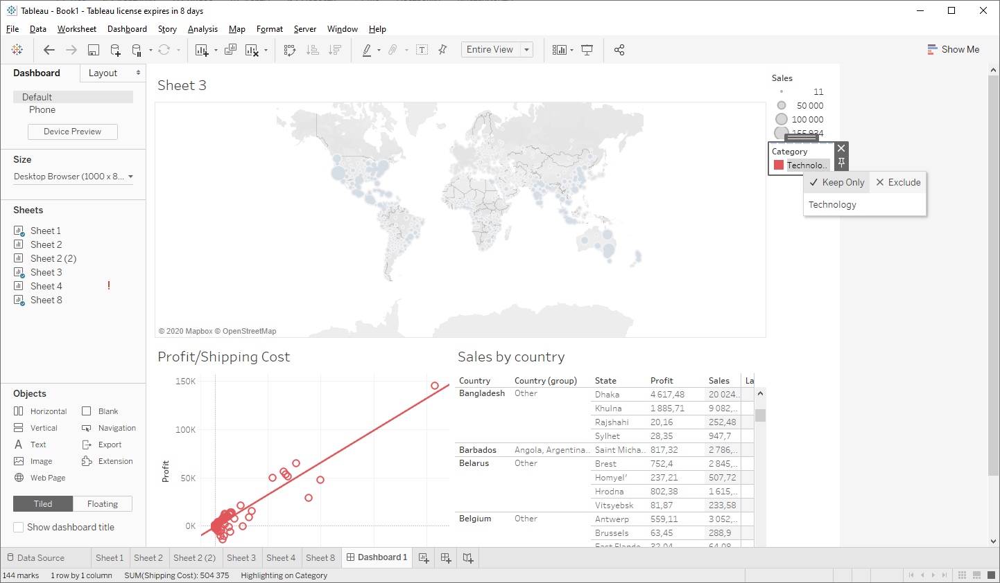 Tableau - Book1 - Tableau license expires in 8 days
File Data Worksheet Dashboard Story Analysis Map Format Server Window Help
Entire View
Show Me
Dashboard Layout
Default
Phone
Device Preview
Size
Desktop Browser (1000 x 8...
Sheets
Sheet 1
Sheet 2
Sheet 2 (2)
Sheet 3
Sheet 4 !
Sheet 8
Objects
Horizontal Blank
Vertical Navigation
Text Export
Image Extension
Web Page
Tiled Floating
Show dashboard title
Sheet 3
© 2020 Mapbox © OpenStreetMap
Sales
11
50 000
100 000
155 934
Category
Technolo..
Keep Only Exclude
Technology
Profit/Shipping Cost
150K
100K
50K
0K
Profit
Sales by country
Country Country (group) State Profit Sales La
Bangladesh Other Dhaka 4 617,48 20 024..
Khulna 1 885,71 9 082,..
Rajshahi 20,16 252,48
Sylhet 28,35 947,7
Barbados Angola, Argentina.. Saint Micha.. 817,32 2 786,..
Belarus Other Brest 752,4 2 845,..
Homyel' 237,21 507,72
Hrodna 802,38 1 615,..
Vitsyebsk 81,87 233,58
Belgium Other Antwerp 559,11 3 052,..
Brussels 63,45 288,9
East Flande.. 32,04 64,08
Data Source Sheet 1 Sheet 2 Sheet 2 (2) Sheet 3 Sheet 4 Sheet 8 Dashboard 1
144 marks 1 row by 1 column SUM(Shipping Cost): 504 375 Highlighting on Category